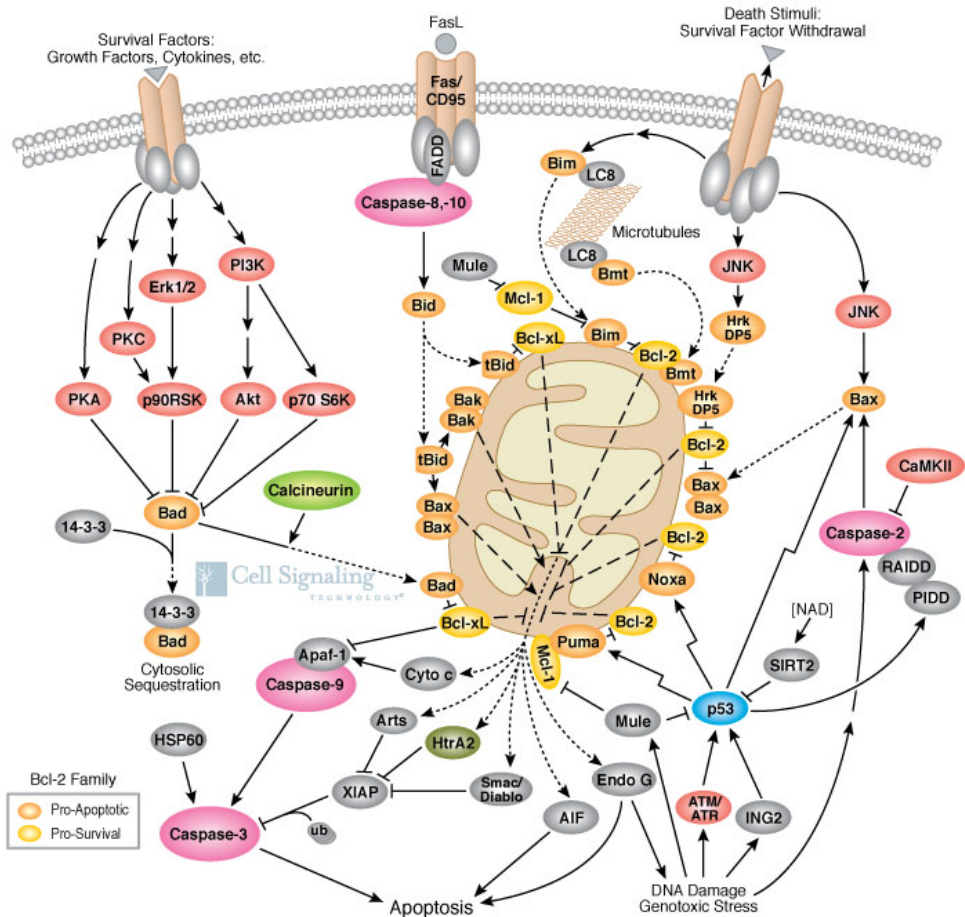 Survival Factors:
Growth Factors, Cytokines, etc.
FasL
Death Stimuli:
Survival Factor Withdrawal
Fas/
CD95
FADD
Caspase-8,-10
Bim
LC8
Microtubules
LC8
Bmt
PI3K
Erk1/2
PKC
PKA
p90RSK
Akt
p70 S6K
Mule
Mcl-1
Bid
JNK
JNK
Hrk
DP5
Bcl-xL
Bim
tBid
Bcl-2
Bmt
Bak
Bak
Hrk
DP5
Bax
tBid
Bcl-2
Bax
Bax
Bax
Bax
CaMKII
Calcineurin
Bad
14-3-3
Bcl-2
Caspase-2
RAIDD
PIDD
Cell Signaling
TECHNOLOGY®
Bad
Noxa
[NAD]
14-3-3
Bad
Cytosolic
Sequestration
Bcl-xL
Bcl-2
Puma
Mcl-1
Apaf-1
Caspase-9
Cyto c
SIRT2
p53
Mule
Arts
HtrA2
HSP60
XIAP
Smac/
Diablo
Endo G
AIF
ATM/
ATR
ING2
Bcl-2 Family
Pro-Apoptotic
Pro-Survival
Caspase-3
ub
Apoptosis
DNA Damage
Genotoxic Stress